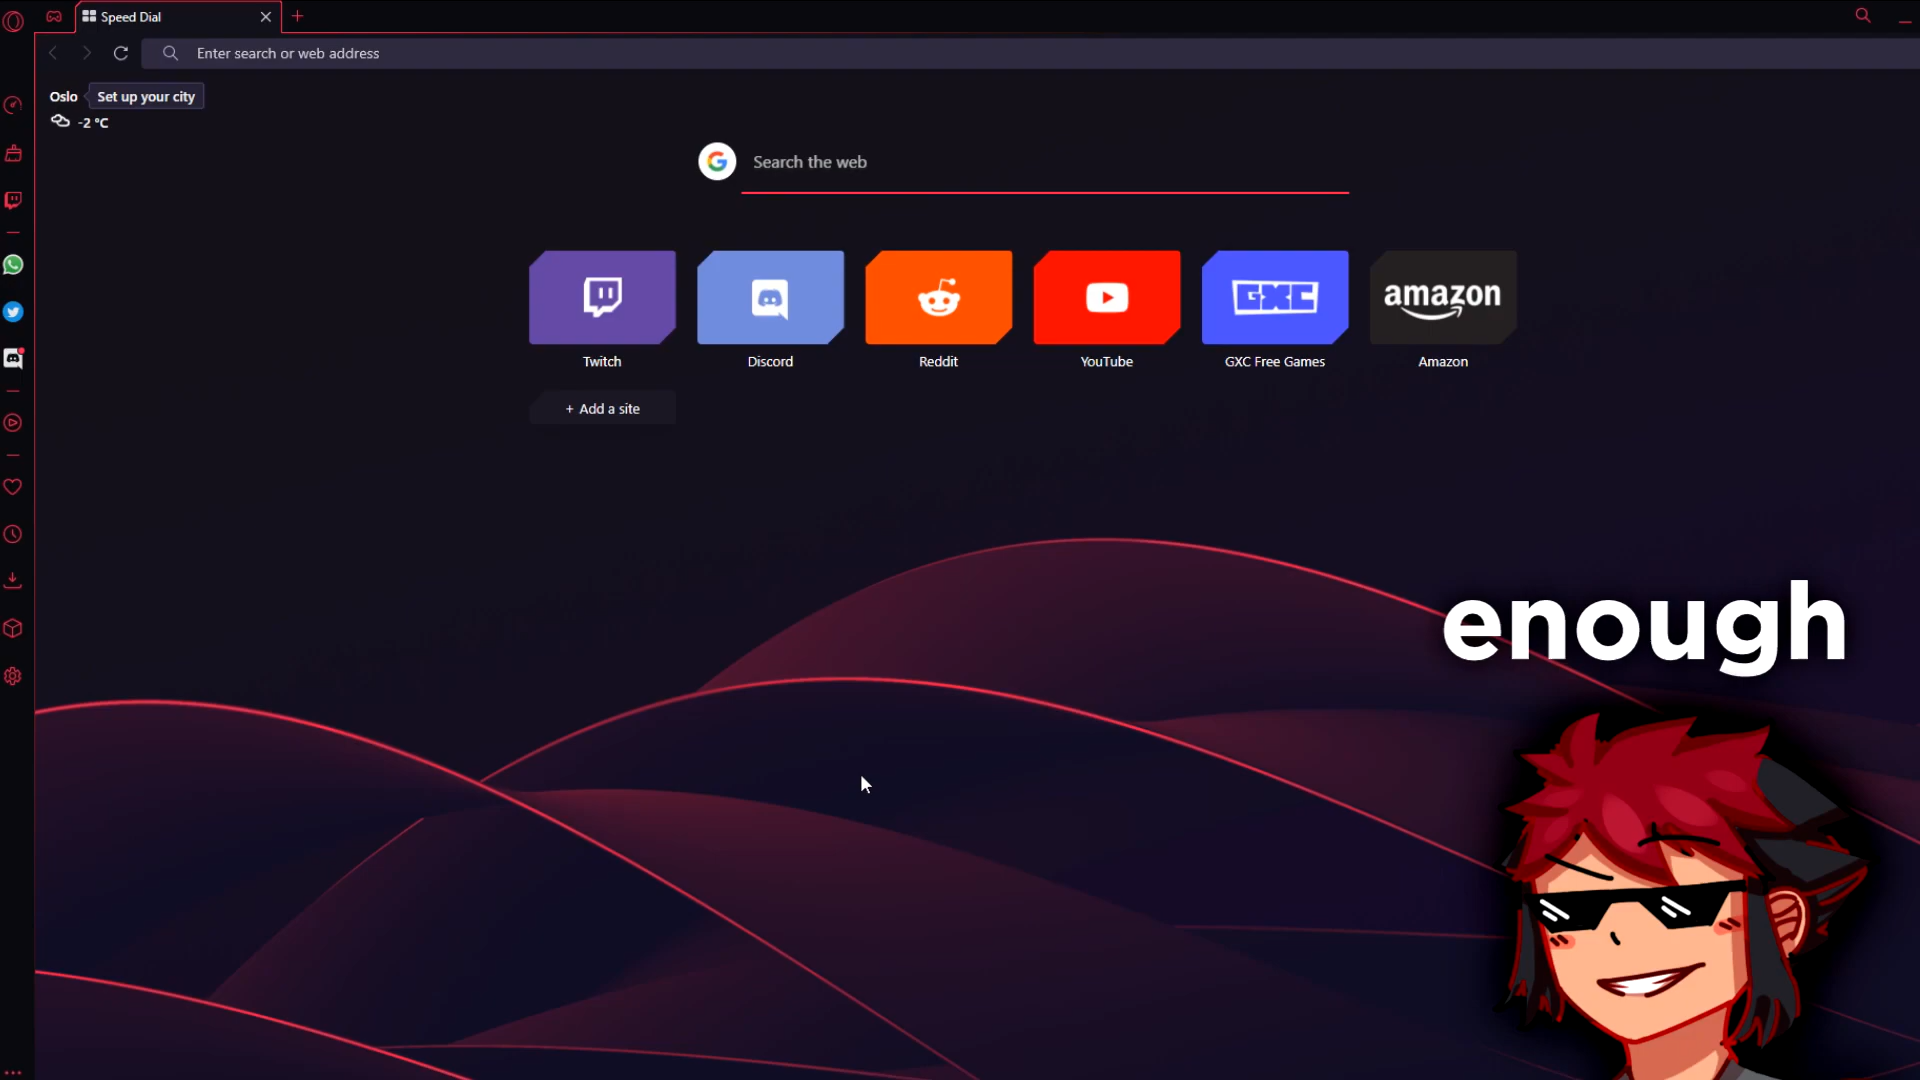 Speed Dial
Enter search or web address
Oslo
Set up your city
-2 °C
Search the web
GXC
amazon
Twitch
Discord
Reddit
YouTube
GXC Free Games
Amazon
+ Add a site
enough